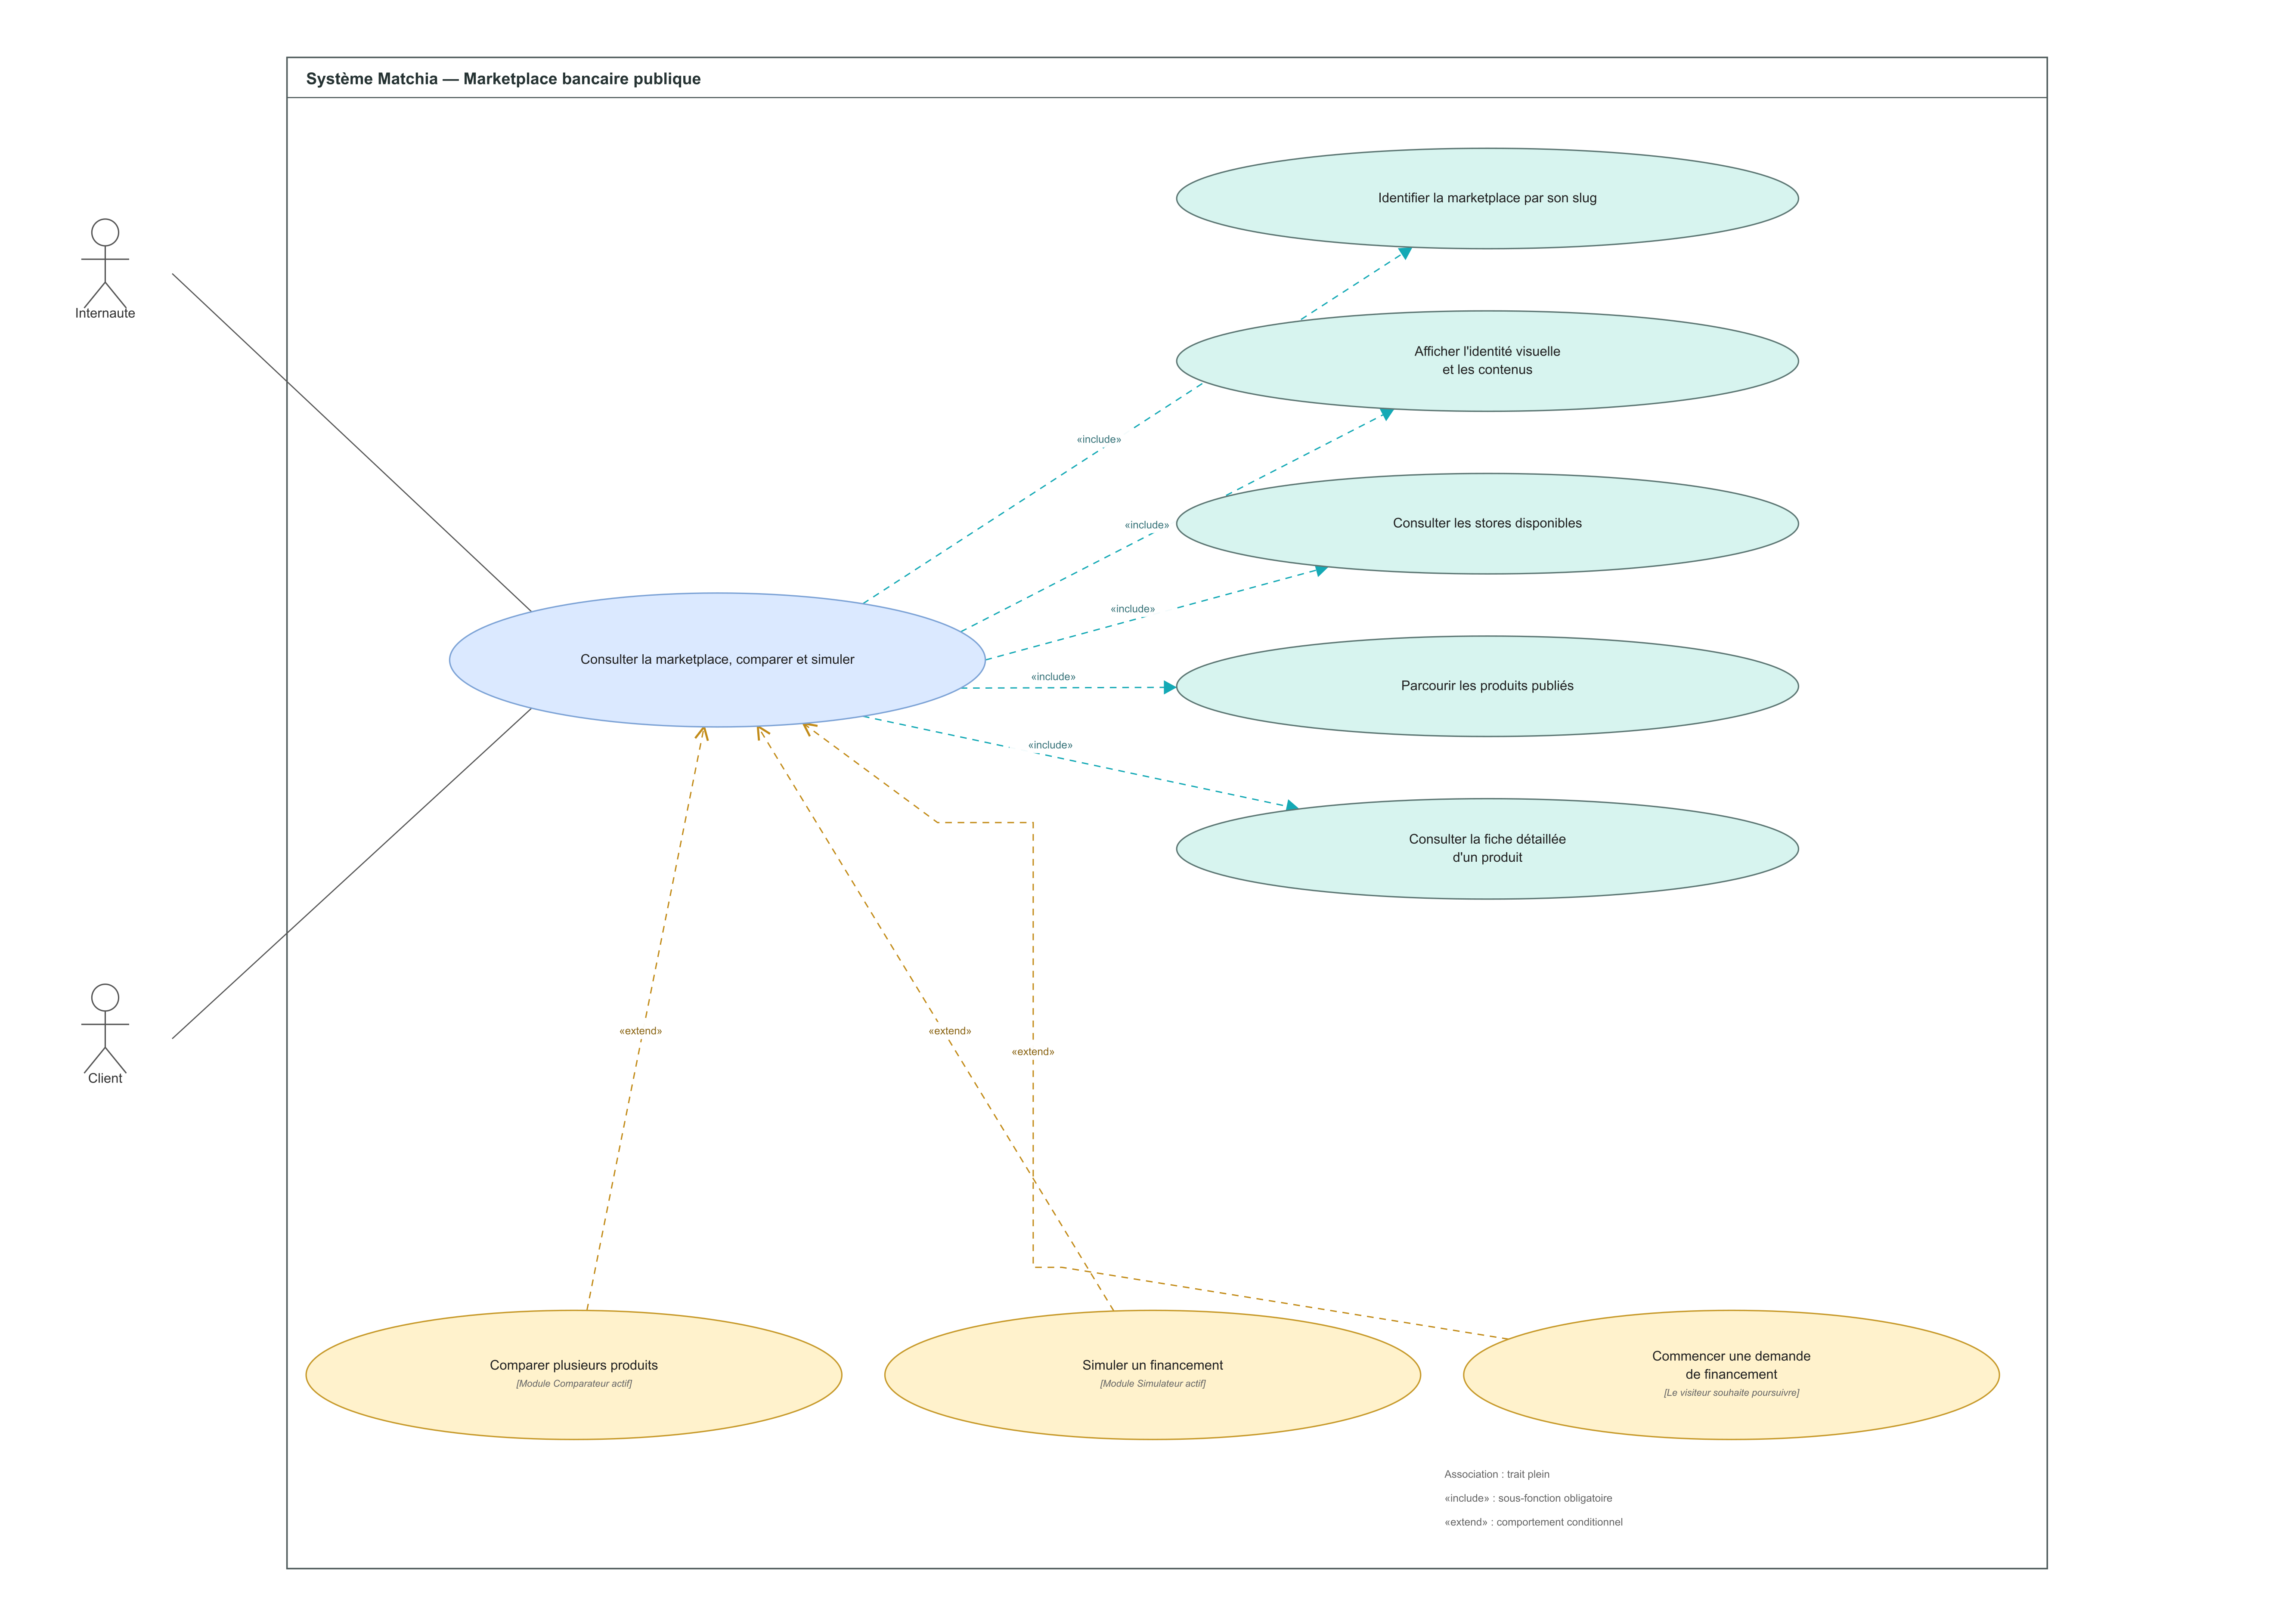 Système Matchia — Marketplace bancaire publique
Identifier la marketplace par son slug
Internaute
Afficher l'identité visuelle
et les contenus
«include»
«include»
Consulter les stores disponibles
«include»
Consulter la marketplace, comparer et simuler
«include»
Parcourir les produits publiés
«include»
Consulter la fiche détaillée
d'un produit
Client
«extend»
«extend»
«extend»
Comparer plusieurs produits
[Module Comparateur actif]
Simuler un financement
[Module Simulateur actif]
Commencer une demande
de financement
[Le visiteur souhaite poursuivre]
Association : trait plein
«include» : sous-fonction obligatoire
«extend» : comportement conditionnel